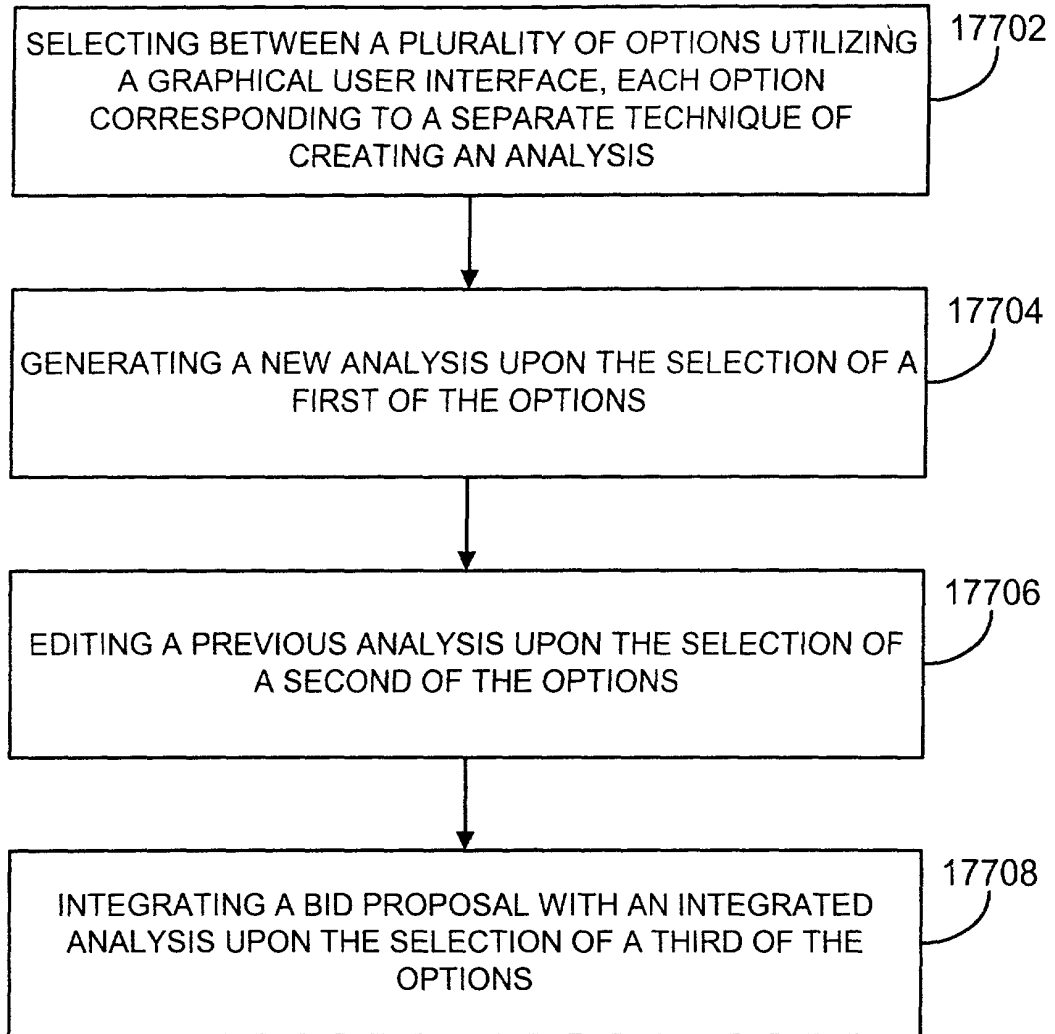 SELECTING BETWEEN A PLURALITY OF OPTIONS UTILIZING
A GRAPHICAL USER INTERFACE, EACH OPTION
CORRESPONDING TO A SEPARATE TECHNIQUE OF
CREATING AN ANALYSIS
17702
GENERATING A NEW ANALYSIS UPON THE SELECTION OF A
FIRST OF THE OPTIONS
17704
EDITING A PREVIOUS ANALYSIS UPON THE SELECTION OF
A SECOND OF THE OPTIONS
17706
INTEGRATING A BID PROPOSAL WITH AN INTEGRATED
ANALYSIS UPON THE SELECTION OF A THIRD OF THE
OPTIONS
17708